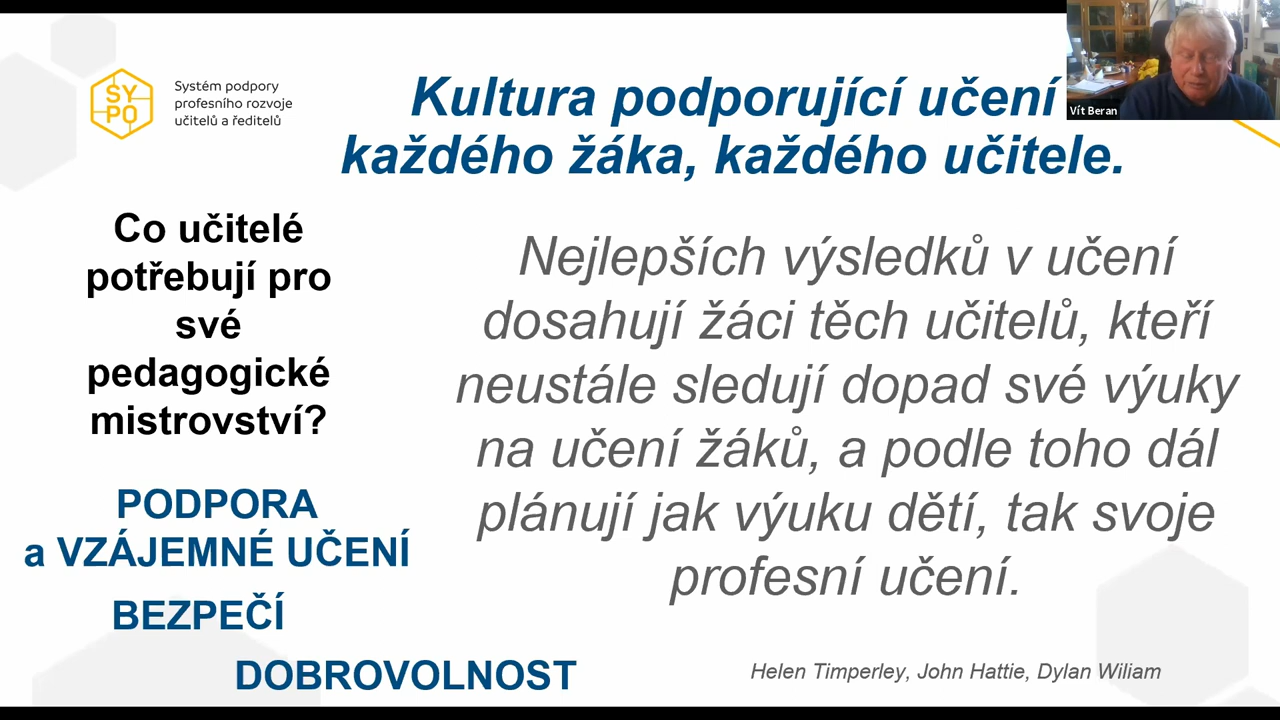 SY
PO
Systém podpory
profesního rozvoje
učitelů a ředitelů
Kultura podporující učení
každého žáka, každého učitele.
Vít Beran
Co učitelé
potřebují pro
své
pedagogické
mistrovství?
PODPORA
a VZÁJEMNÉ UČENÍ
BEZPEČÍ
DOBROVOLNOST
Nejlepších výsledků v učení
dosahují žáci těch učitelů, kteří
neustále sledují dopad své výuky
na učení žáků, a podle toho dál
plánují jak výuku dětí, tak svoje
profesní učení.
Helen Timperley, John Hattie, Dylan Wiliam